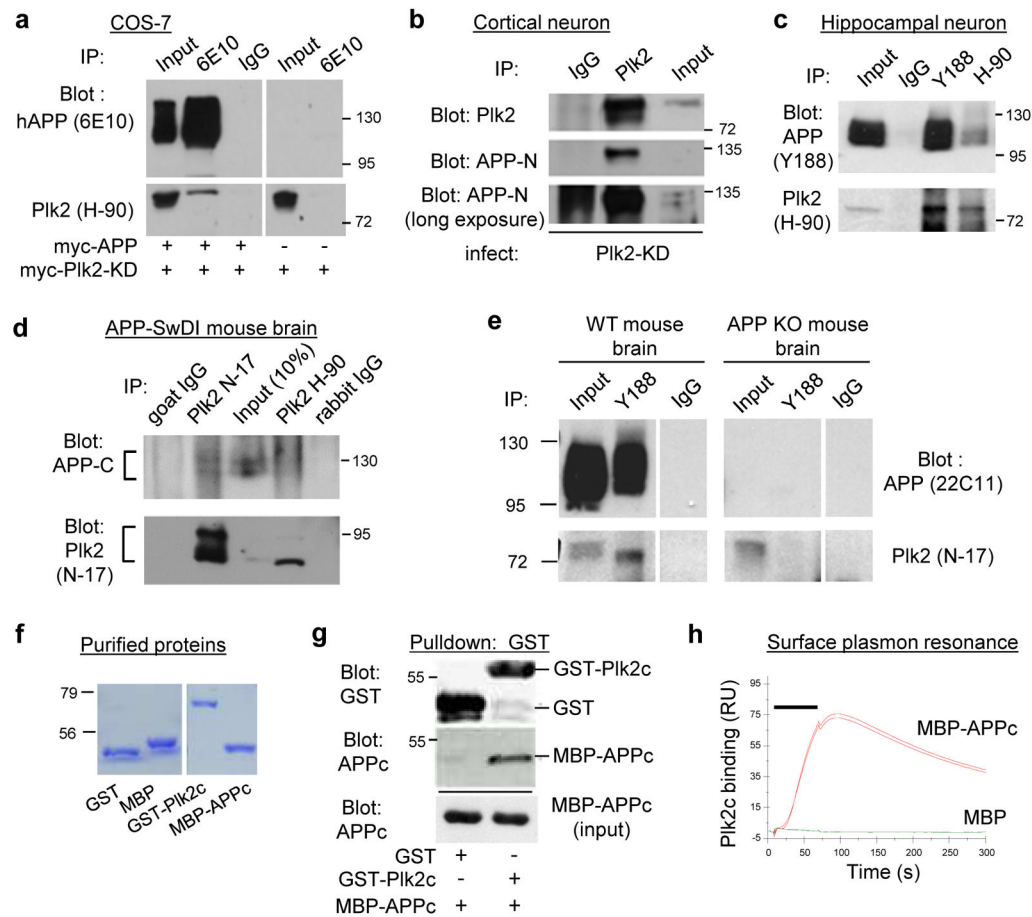 a
COS-7
IP: Input 6E10 IgG Input 6E10
Blot :
hAPP (6E10)
130
95
Plk2 (H-90)
72
myc-APP + + + - -
myc-Plk2-KD + + + + +
b
Cortical neuron
IP: IgG Plk2 Input
Blot: Plk2
72
Blot: APP-N
135
Blot: APP-N
(long exposure)
135
infect: Plk2-KD
c
Hippocampal neuron
IP: Input IgG Y188 H-90
Blot:
APP
(Y188)
130
95
Plk2
(H-90)
72
d
APP-SwDI mouse brain
IP: goat IgG Plk2 N-17 Input (10%) Plk2 H-90 rabbit IgG
Blot:
APP-C
130
Blot:
Plk2
(N-17)
95
72
e
WT mouse
brain
APP KO mouse
brain
IP: Input Y188 IgG Input Y188 IgG
130
95
Blot :
APP (22C11)
72
Plk2 (N-17)
f
Purified proteins
79
56
GST MBP GST-Plk2c MBP-APPc
g
Pulldown: GST
Blot:
GST
55
GST-Plk2c
GST
Blot:
APPc
55
MBP-APPc
Blot:
APPc
MBP-APPc
(input)
GST + -
GST-Plk2c - +
MBP-APPc + +
h
Surface plasmon resonance
Plk2c binding (RU)
95
75
55
35
15
-5
MBP-APPc
MBP
0 50 100 150 200 250 300
Time (s)